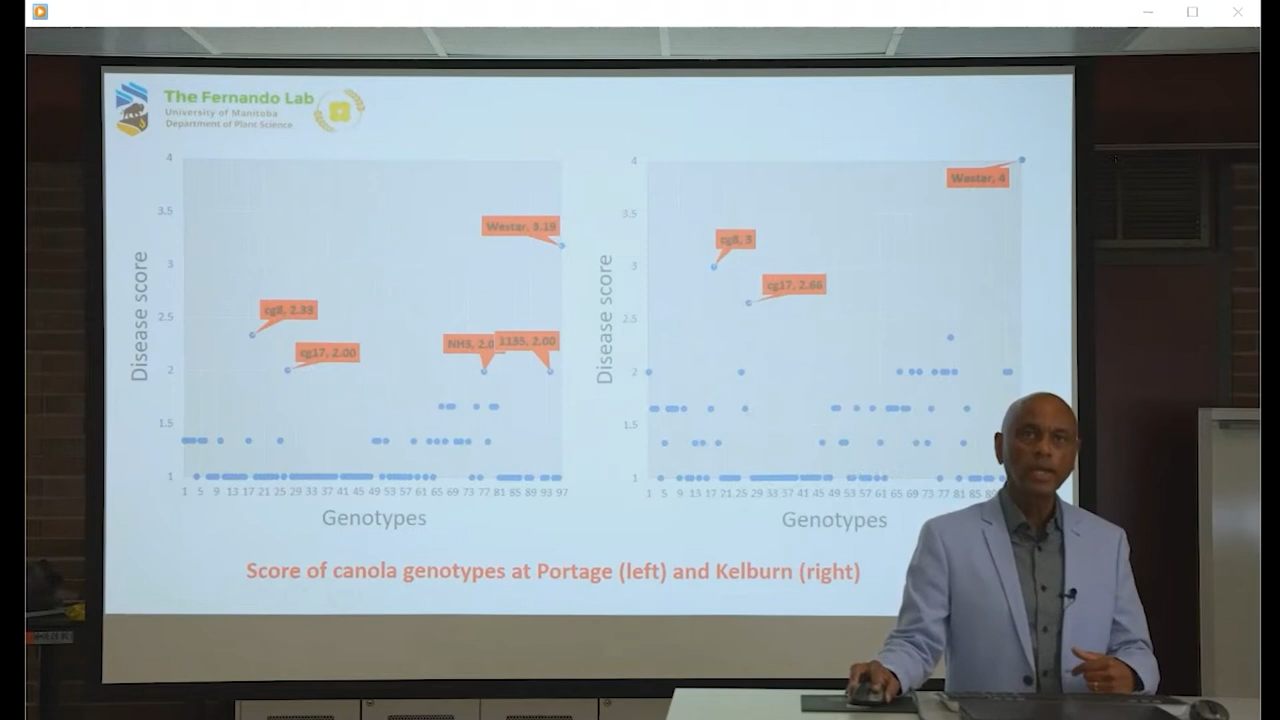 The Fernando Lab
University of Manitoba
Department of Plant Science
4
3.5
3
2.5
2
1.5
1
Disease score
Westar, 3.19
cg8, 2.33
cg17, 2.00
NH3, 2.0
1135, 2.00
1 5 9 13 17 21 25 29 33 37 41 45 49 53 57 61 65 69 73 77 81 85 89 93 97
Genotypes
4
3.5
3
2.5
2
1.5
1
Disease score
Westar, 4
cg8, 3
cg17, 2.66
1 5 9 13 17 21 25 29 33 37 41 45 49 53 57 61 65 69 73 77 81 85
Genotypes
Score of canola genotypes at Portage (left) and Kelburn (right)